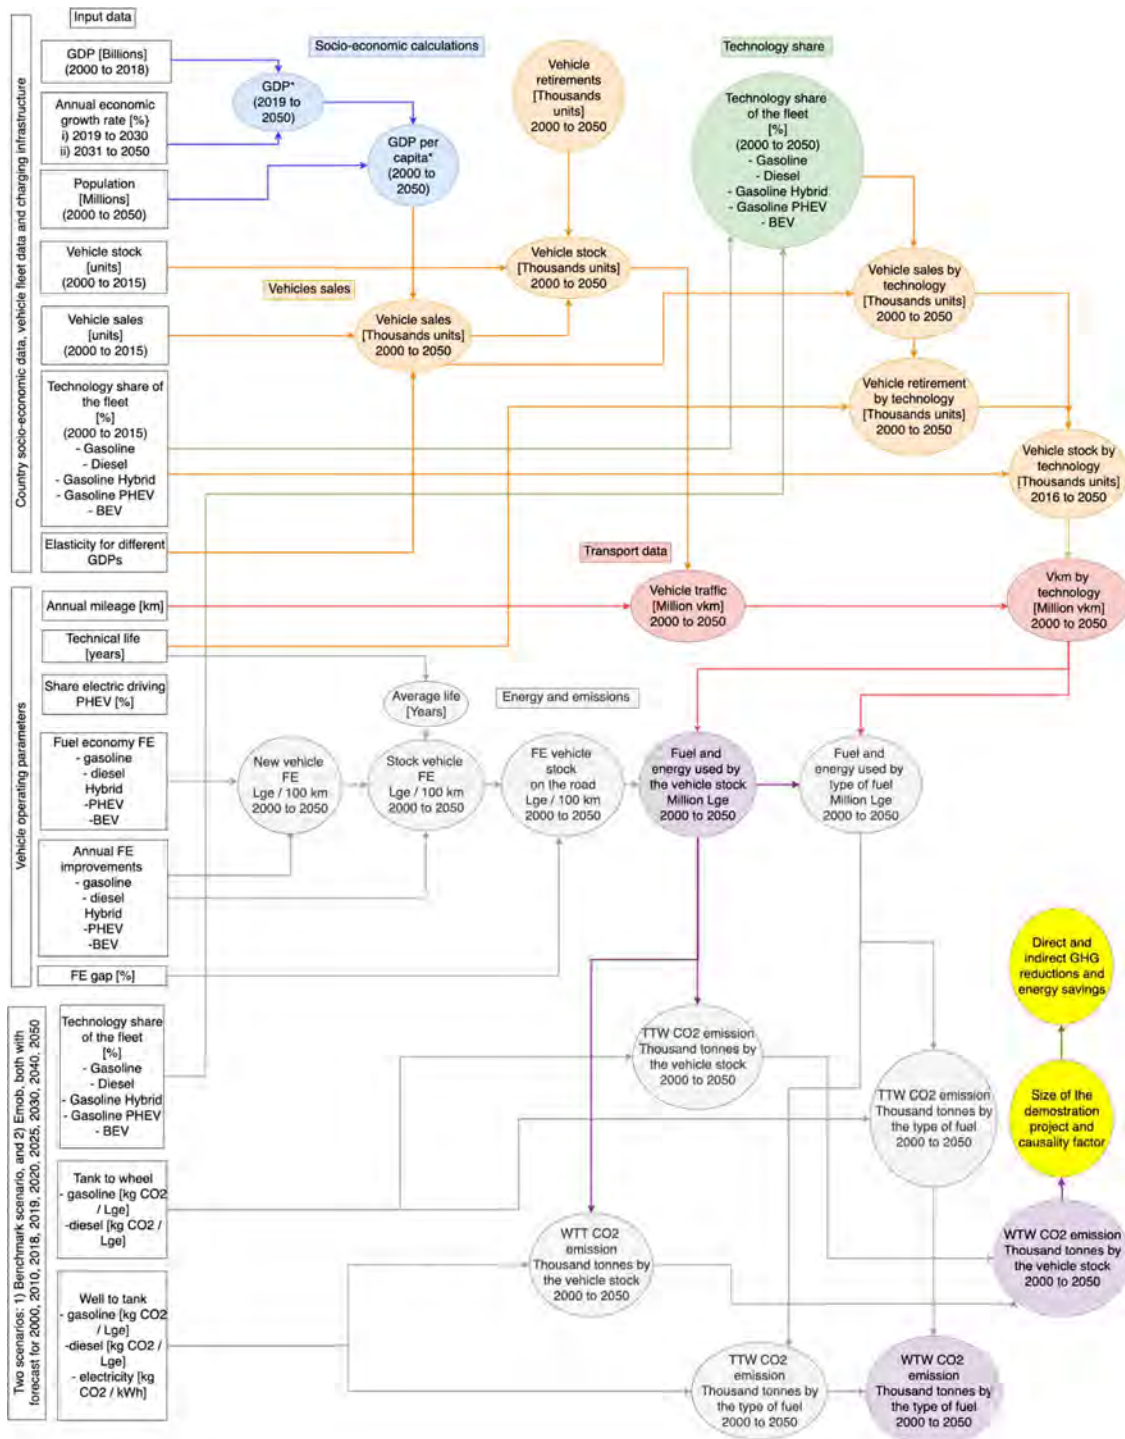 Input data
GDP [Billions]
(2000 to 2018)
Annual economic
growth rate [%}
i) 2019 to 2030
ii) 2031 to 2050
Population
[Millions]
(2000 to 2050)
Vehicle stock
[units]
(2000 to 2015)
Vehicle sales
[units]
(2000 to 2015)
Technology share of
the fleet
[%]
(2000 to 2015)
- Gasoline
- Diesel
- Gasoline Hybrid
- Gasoline PHEV
- BEV
Elasticity for different
GDPs
Country socio-economic data, vehicle fleet data and charging infrastructure
Socio-economic calculations
GDP*
(2019 to
2050)
GDP per
capita*
(2000 to
2050)
Vehicle
retirements
[Thousands
units]
2000 to 2050
Technology share
Technology share
of the fleet
[%]
(2000 to 2050)
- Gasoline
- Diesel
- Gasoline Hybrid
- Gasoline PHEV
- BEV
Vehicle stock
[Thousands units]
2000 to 2050
Vehicles sales
Vehicle sales
[Thousands units]
2000 to 2050
Vehicle sales by
technology
[Thousands units]
2000 to 2050
Vehicle retirement
by technology
[Thousands units]
2000 to 2050
Vehicle stock by
technology
[Thousands units]
2016 to 2050
Transport data
Vehicle traffic
[Million vkm]
2000 to 2050
Vkm by
technology
[Million vkm]
2000 to 2050
Vehicle operating parameters
Annual mileage [km]
Technical life
[years]
Share electric driving
PHEV [%]
Fuel economy FE
- gasoline
- diesel
Hybrid
-PHEV
-BEV
Annual FE
improvements
- gasoline
- diesel
Hybrid
-PHEV
-BEV
FE gap [%]
Average life
[Years]
Energy and emissions
New vehicle
FE
Lge / 100 km
2000 to 2050
Stock vehicle
FE
Lge / 100 km
2000 to 2050
FE vehicle
stock
on the road
Lge / 100 km
2000 to 2050
Fuel and
energy used by
the vehicle stock
Million Lge
2000 to 2050
Fuel and
energy used by
type of fuel
Million Lge
2000 to 2050
Two scenarios: 1) Benchmark scenario, and 2) Emob, both with
forecast for 2000, 2010, 2018, 2019, 2020, 2025, 2030, 2040, 2050
Technology share
of the fleet
[%]
- Gasoline
- Diesel
- Gasoline Hybrid
- Gasoline PHEV
- BEV
Tank to wheel
- gasoline [kg CO2
/ Lge]
-diesel [kg CO2 /
Lge]
Well to tank
- gasoline [kg CO2
/ Lge]
-diesel [kg CO2 /
Lge]
- electricity [kg
CO2 / kWh]
TTW CO2 emission
Thousand tonnes by
the vehicle stock
2000 to 2050
TTW CO2 emission
Thousand tonnes by
the type of fuel
2000 to 2050
WTT CO2
emission
Thousand tonnes by
the vehicle stock
2000 to 2050
TTW CO2
emission
Thousand tonnes by
the type of fuel
2000 to 2050
WTW CO2
emission
Thousand tonnes by
the type of fuel
2000 to 2050
Direct and
indirect GHG
reductions and
energy savings
Size of the
demostration
project and
causality factor
WTW CO2 emission
Thousand tonnes by
the vehicle stock
2000 to 2050